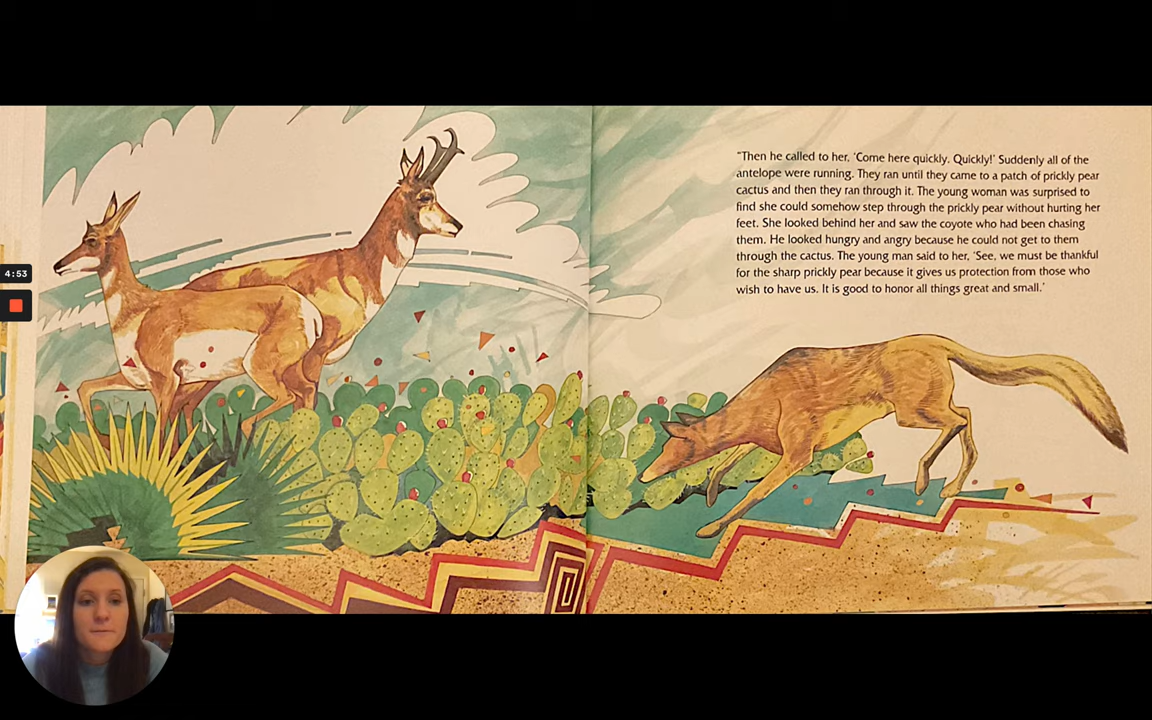 "Then he called to her, 'Come here quickly. Quickly!' Suddenly all of the
antelope were running. They ran until they came to a patch of prickly pear
cactus and then they ran through it. The young woman was surprised to
find she could somehow step through the prickly pear without hurting her
feet. She looked behind her and saw the coyote who had been chasing
them. He looked hungry and angry because he could not get to them
through the cactus. The young man said to her, 'See, we must be thankful
for the sharp prickly pear because it gives us protection from those who
wish to have us. It is good to honor all things great and small.'
4:53